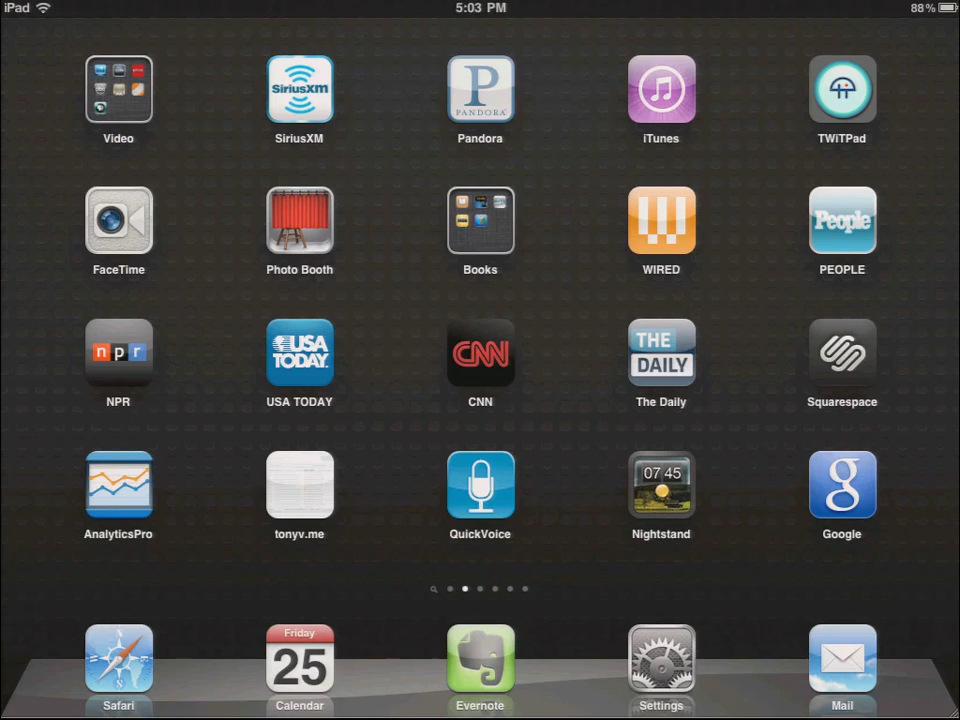 iPad 5:03 PM 88%
SiriusXM
P
PANDORA
Video SiriusXM Pandora iTunes TWiTPad
People
FaceTime Photo Booth Books WIRED PEOPLE
n p r
USA
TODAY.
CNN
THE
DAILY
NPR USA TODAY CNN The Daily Squarespace
07 45
g
AnalyticsPro tonyv.me QuickVoice Nightstand Google
Friday
25
N
S
Safari Calendar Evernote Settings Mail